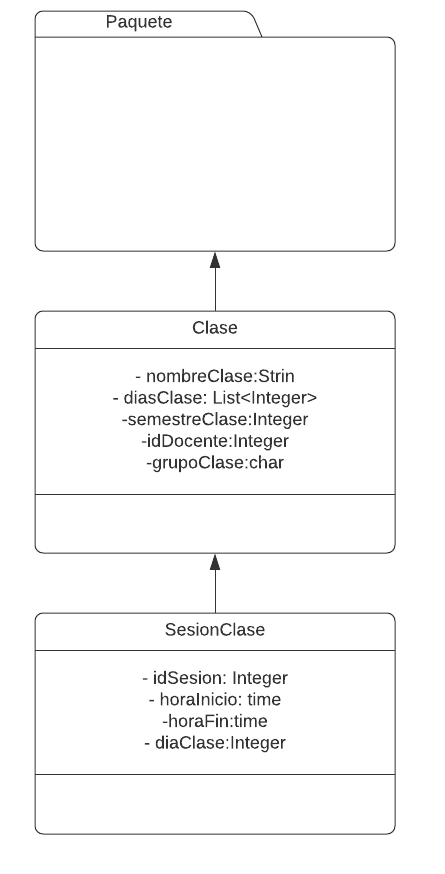 Paquete
Clase
- nombreClase:Strin
- diasClase: List<Integer>
-semestreClase:Integer
-idDocente:Integer
-grupoClase:char
SesionClase
- idSesion: Integer
- horaInicio: time
-horaFin:time
- diaClase:Integer